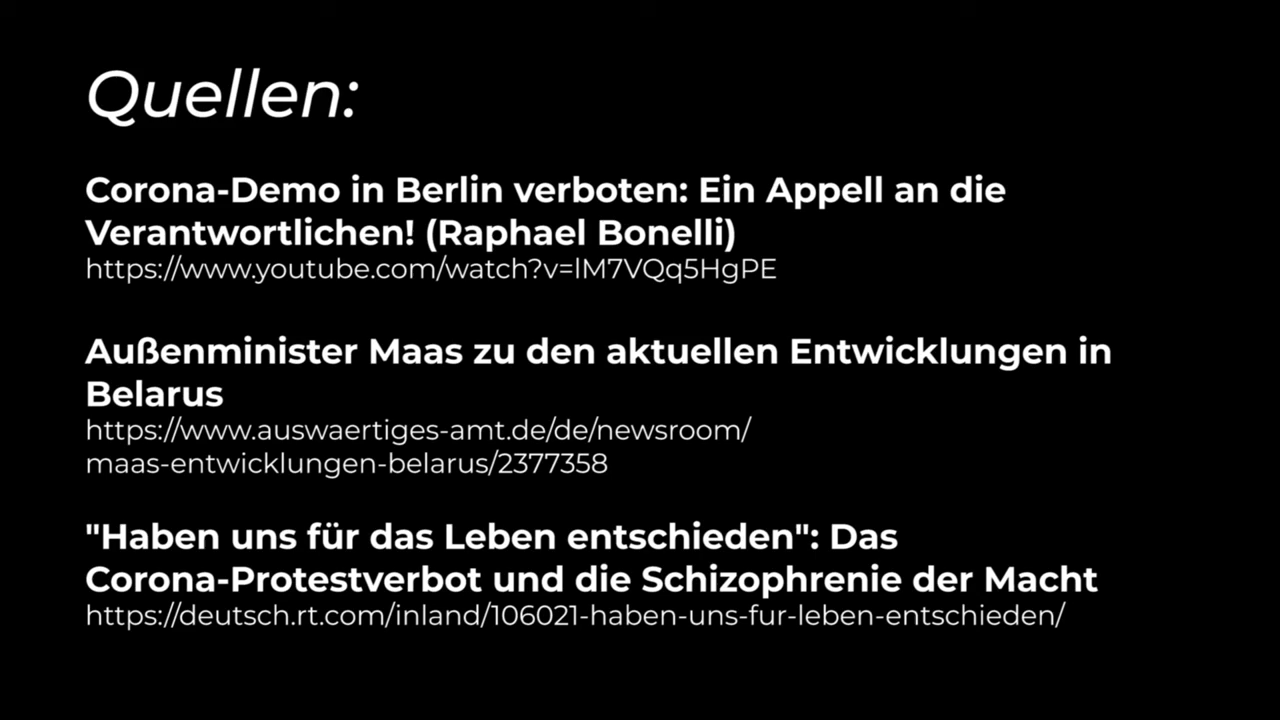 Quellen:
Corona-Demo in Berlin verboten: Ein Appell an die
Verantwortlichen! (Raphael Bonelli)
https://www.youtube.com/watch?v=lM7VQq5HgPE
Außenminister Maas zu den aktuellen Entwicklungen in
Belarus
https://www.auswaertiges-amt.de/de/newsroom/
maas-entwicklungen-belarus/2377358
"Haben uns für das Leben entschieden": Das
Corona-Protestverbot und die Schizophrenie der Macht
https://deutsch.rt.com/inland/106021-haben-uns-fur-leben-entschieden/